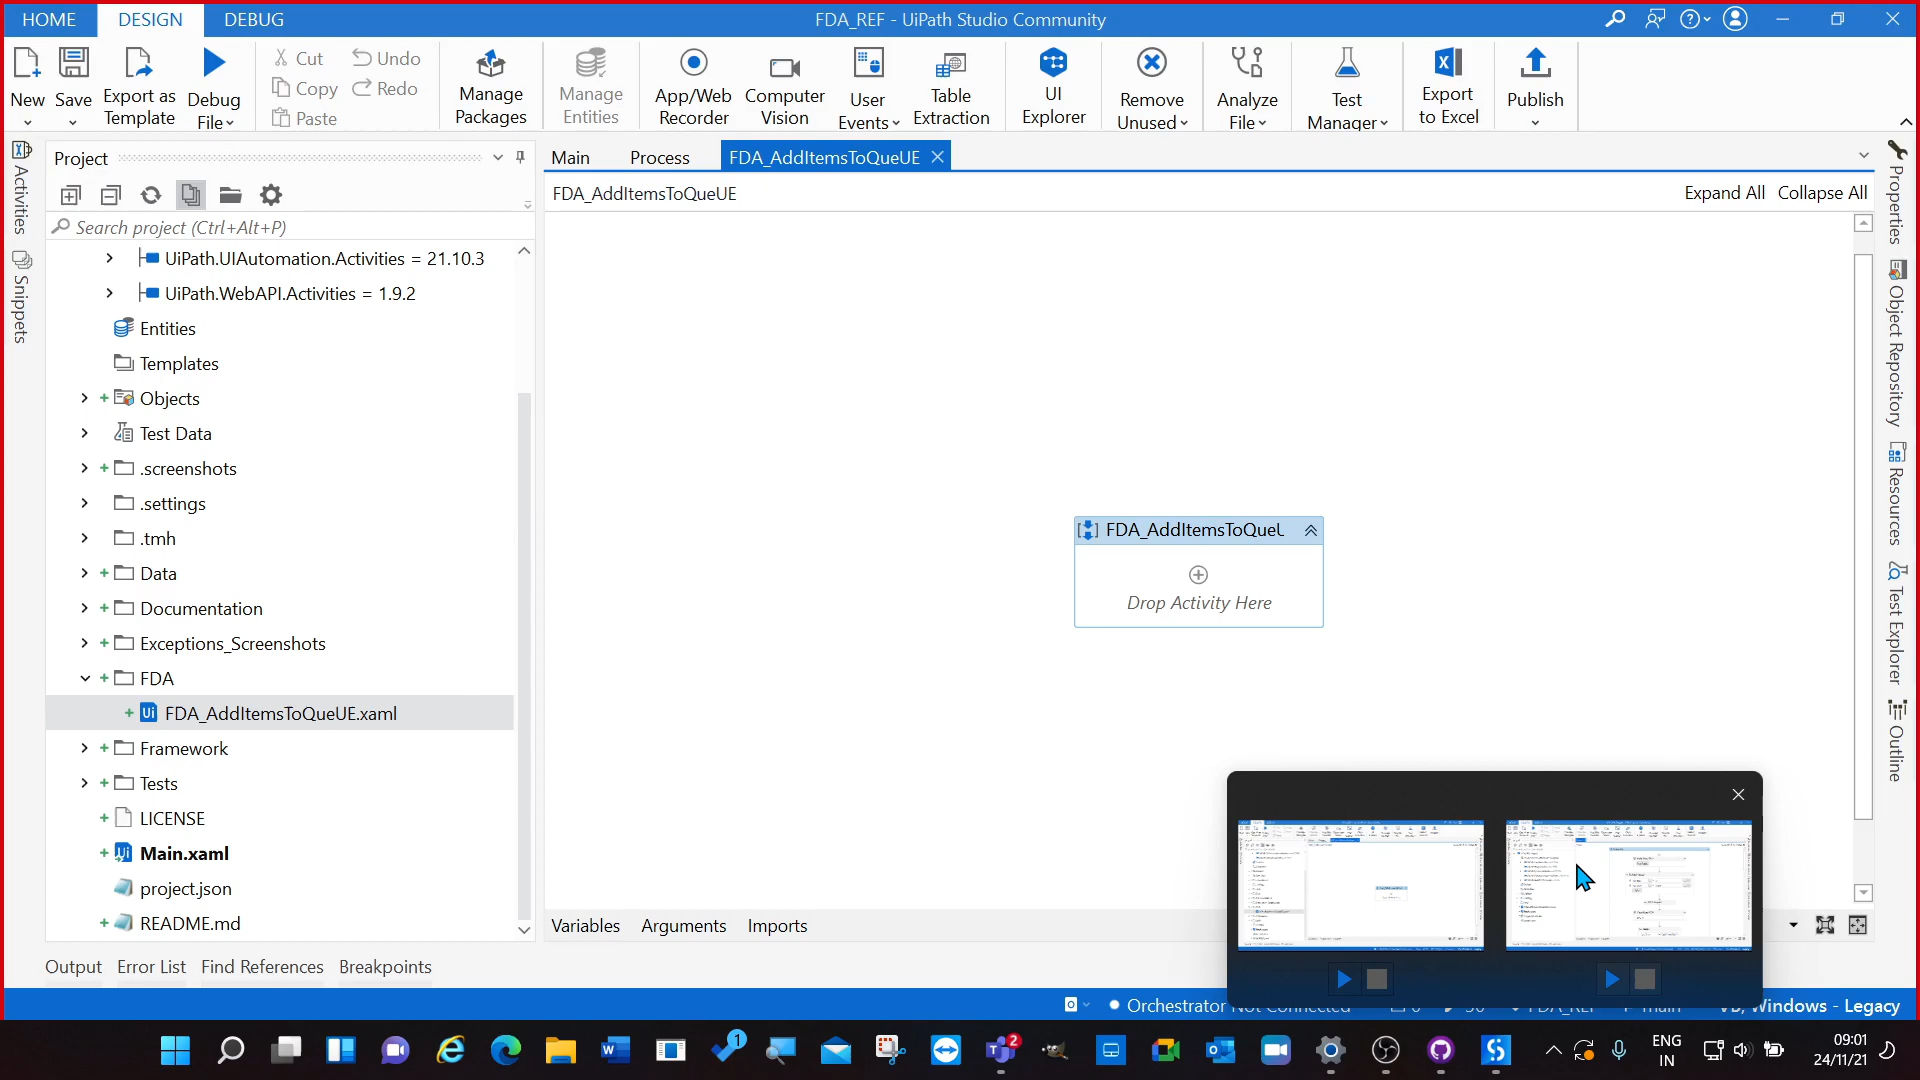 HOME DESIGN DEBUG FDA_REF - UiPath Studio Community
New Save Export as Template Debug File
Cut Copy Paste Undo Redo
Manage Packages
Manage Entities
App/Web Recorder
Computer Vision
User Events
Table Extraction
UI Explorer
Remove Unused
Analyze File
Test Manager
Export to Excel
Publish
Activities
Snippets
Project
Search project (Ctrl+Alt+P)
UiPath.UIAutomation.Activities = 21.10.3
UiPath.WebAPI.Activities = 1.9.2
Entities
Templates
Objects
Test Data
.screenshots
.settings
.tmh
Data
Documentation
Exceptions_Screenshots
FDA
FDA_AddItemsToQueUE.xaml
Framework
Tests
LICENSE
Main.xaml
project.json
README.md
Main Process FDA_AddItemsToQueUE
FDA_AddItemsToQueUE Expand All Collapse All
FDA_AddItemsToQueU
Drop Activity Here
Properties
Object Repository
Resources
Test Explorer
Outline
Variables Arguments Imports
Output Error List Find References Breakpoints
Orchestrator Not Connected
Windows - Legacy
1
2
ENG
IN
09:01
24/11/21